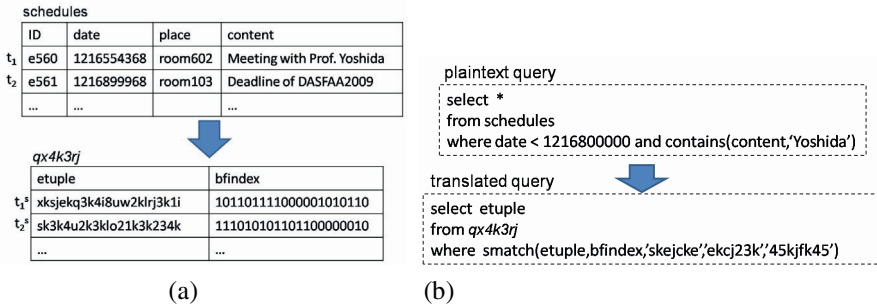 schedules
ID date place content
t1 e560 1216554368 room602 Meeting with Prof. Yoshida
t2 e561 1216899968 room103 Deadline of DASFAA2009
... ... ...
qx4k3rj
etuple bfindex
t1s xksjekq3k4i8uw2klrj3k1i 101101111000001010110
t2s sk3k4u2k3klo21k3k234k 111010101101100000010
... ...
(a)
plaintext query
select *
from schedules
where date < 1216800000 and contains(content,‘Yoshida’)
translated query
select etuple
from qx4k3rj
where smatch(etuple,bfindex,’skejcke’,’ekcj23k’,’45kjfk45’)
(b)